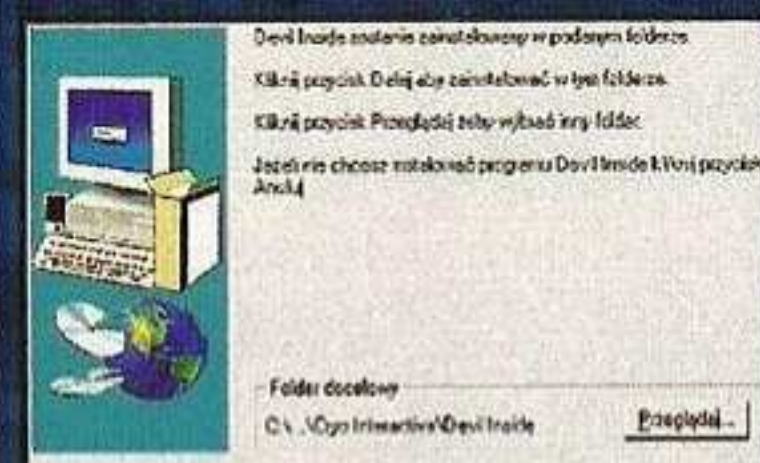 Devil Inside zostanie zainstalowany w podanym folderze.
Kliknij przycisk Dalej aby zainstalować w tym folderze.
Kliknij przycisk Przeglądaj żeby wybrać inny folder.
Jeżeli nie chcesz instalować programu Devil Inside kliknij przycisk
Anuluj
Folder docelowy
C:\...\Cryo Interactive\Devil Inside
Przeglądaj...